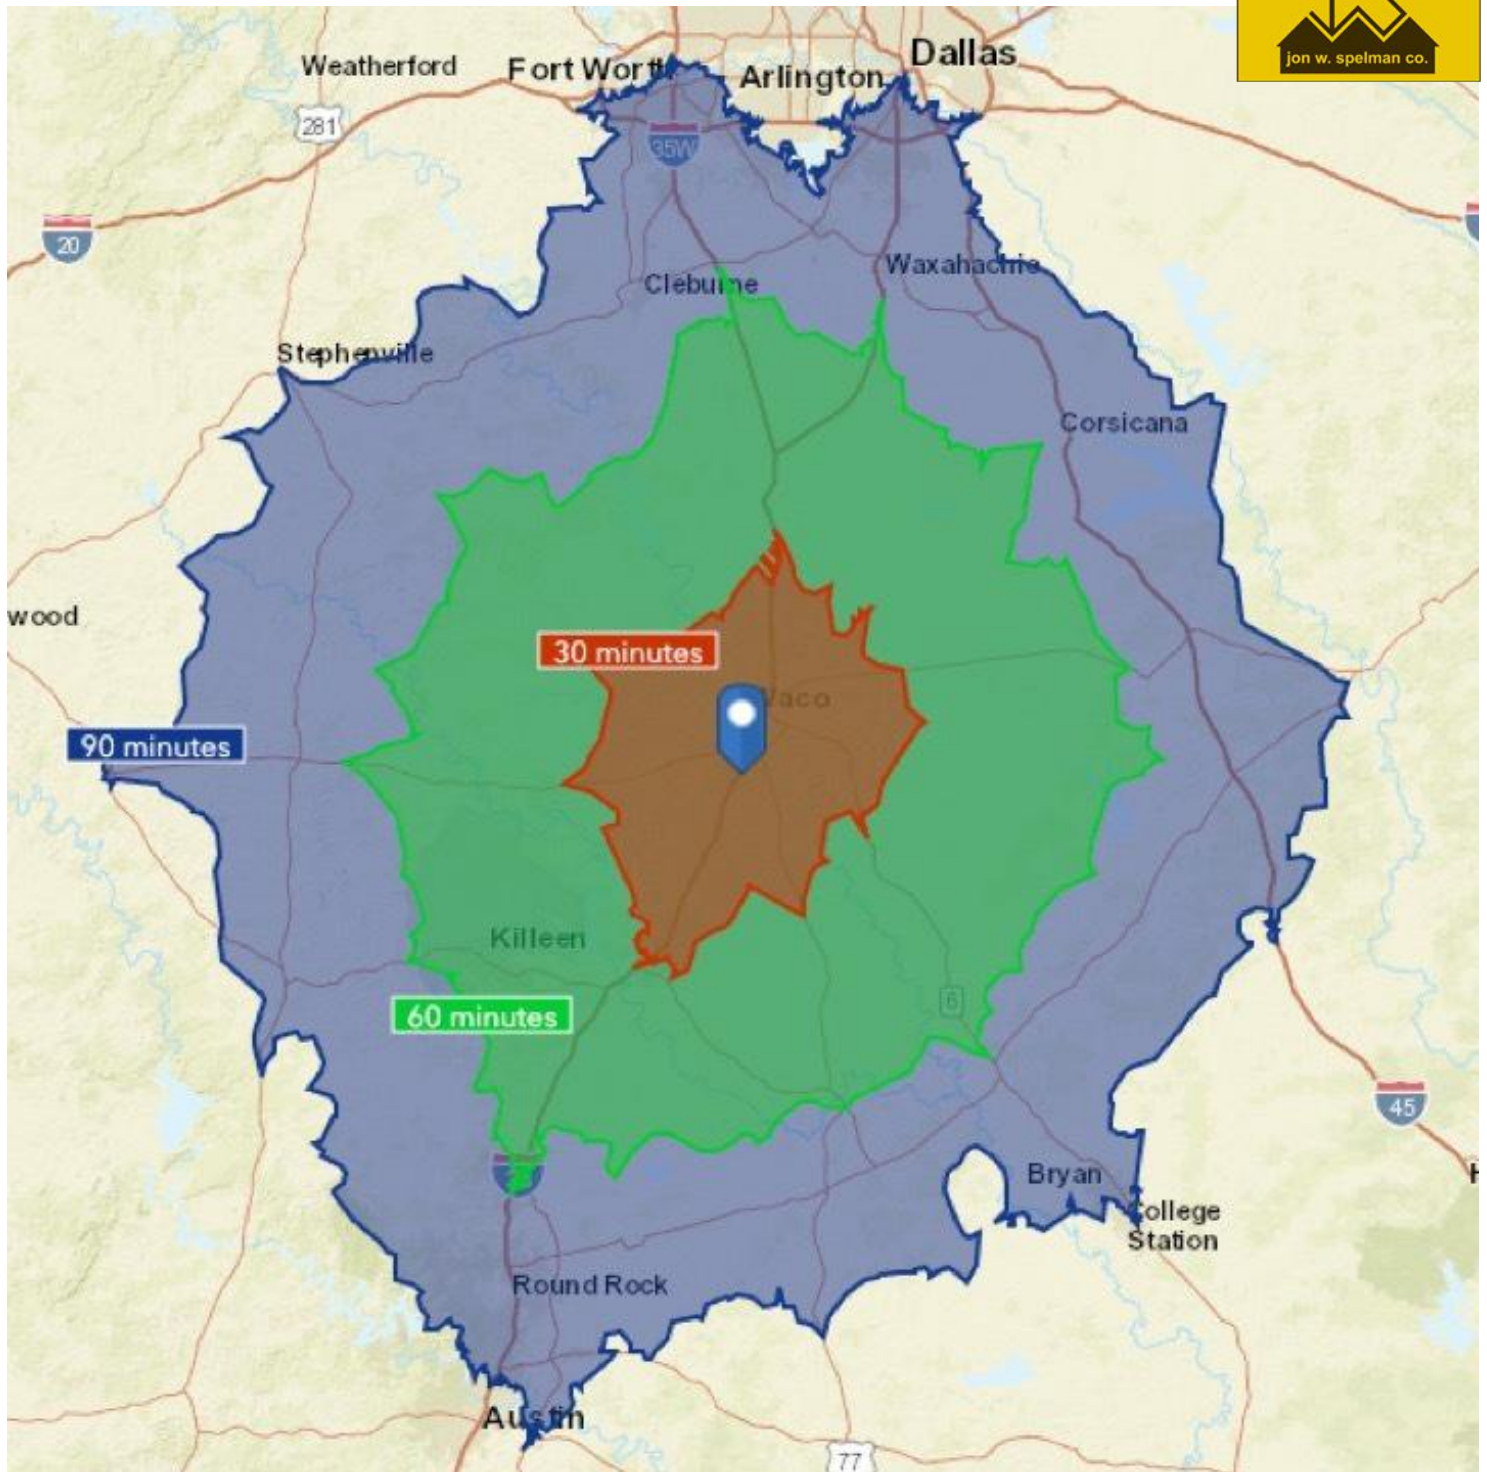 jon w. spelman co.
Dallas
Weatherford
Fort Worth
Arlington
281
35W
20
Waxahachie
Cleburne
Stephenville
Corsicana
wood
30 minutes
Waco
90 minutes
Killeen
6
60 minutes
45
Bryan
H
College
Station
Round Rock
Austin
77